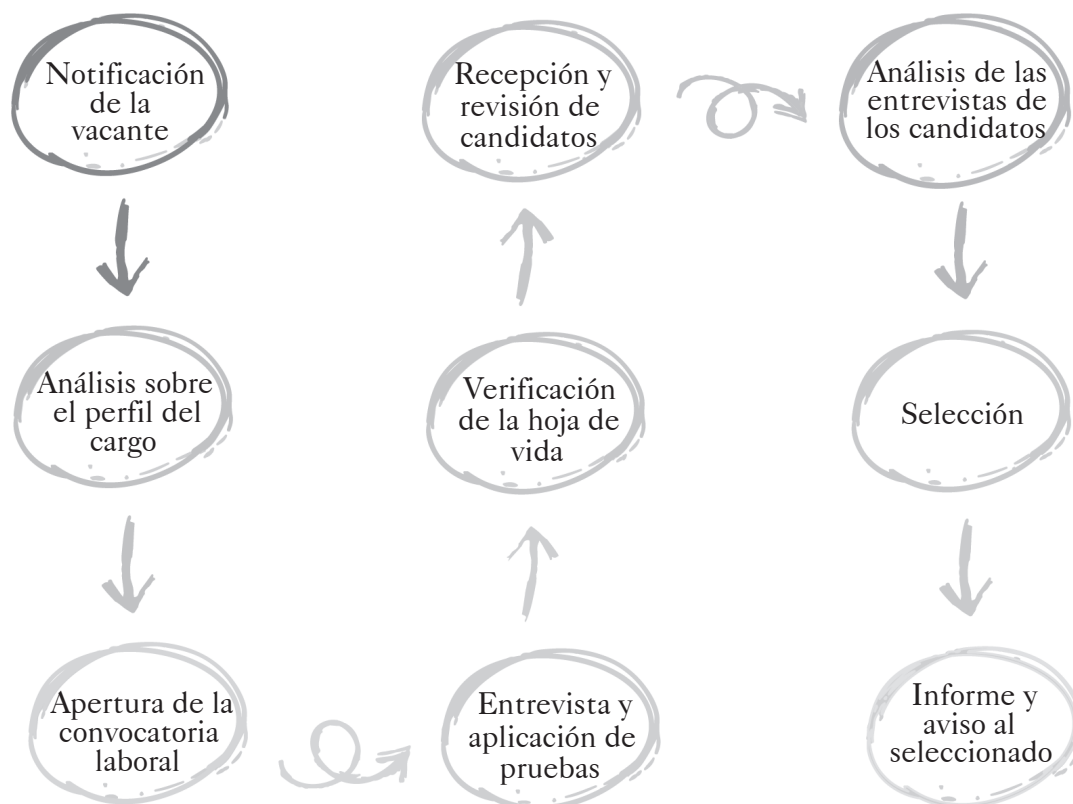 Notificación
de la
vacante
Análisis sobre
el perfil del
cargo
Apertura de la
convocatoria
laboral
Entrevista y
aplicación de
pruebas
Verificación
de la hoja de
vida
Recepción y
revisión de
candidatos
Análisis de las
entrevistas de
los candidatos
Selección
Informe y
aviso al
seleccionado